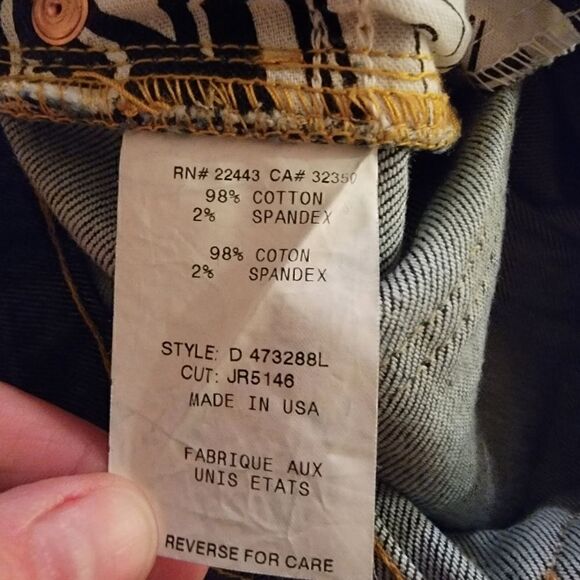 RN# 22443 CA# 32350
98% COTTON
2% SPANDEX
98% COTON
2% SPANDEX
STYLE: D 473288L
CUT: JR5146
MADE IN USA
FABRIQUE AUX
UNIS ETATS
REVERSE FOR CARE